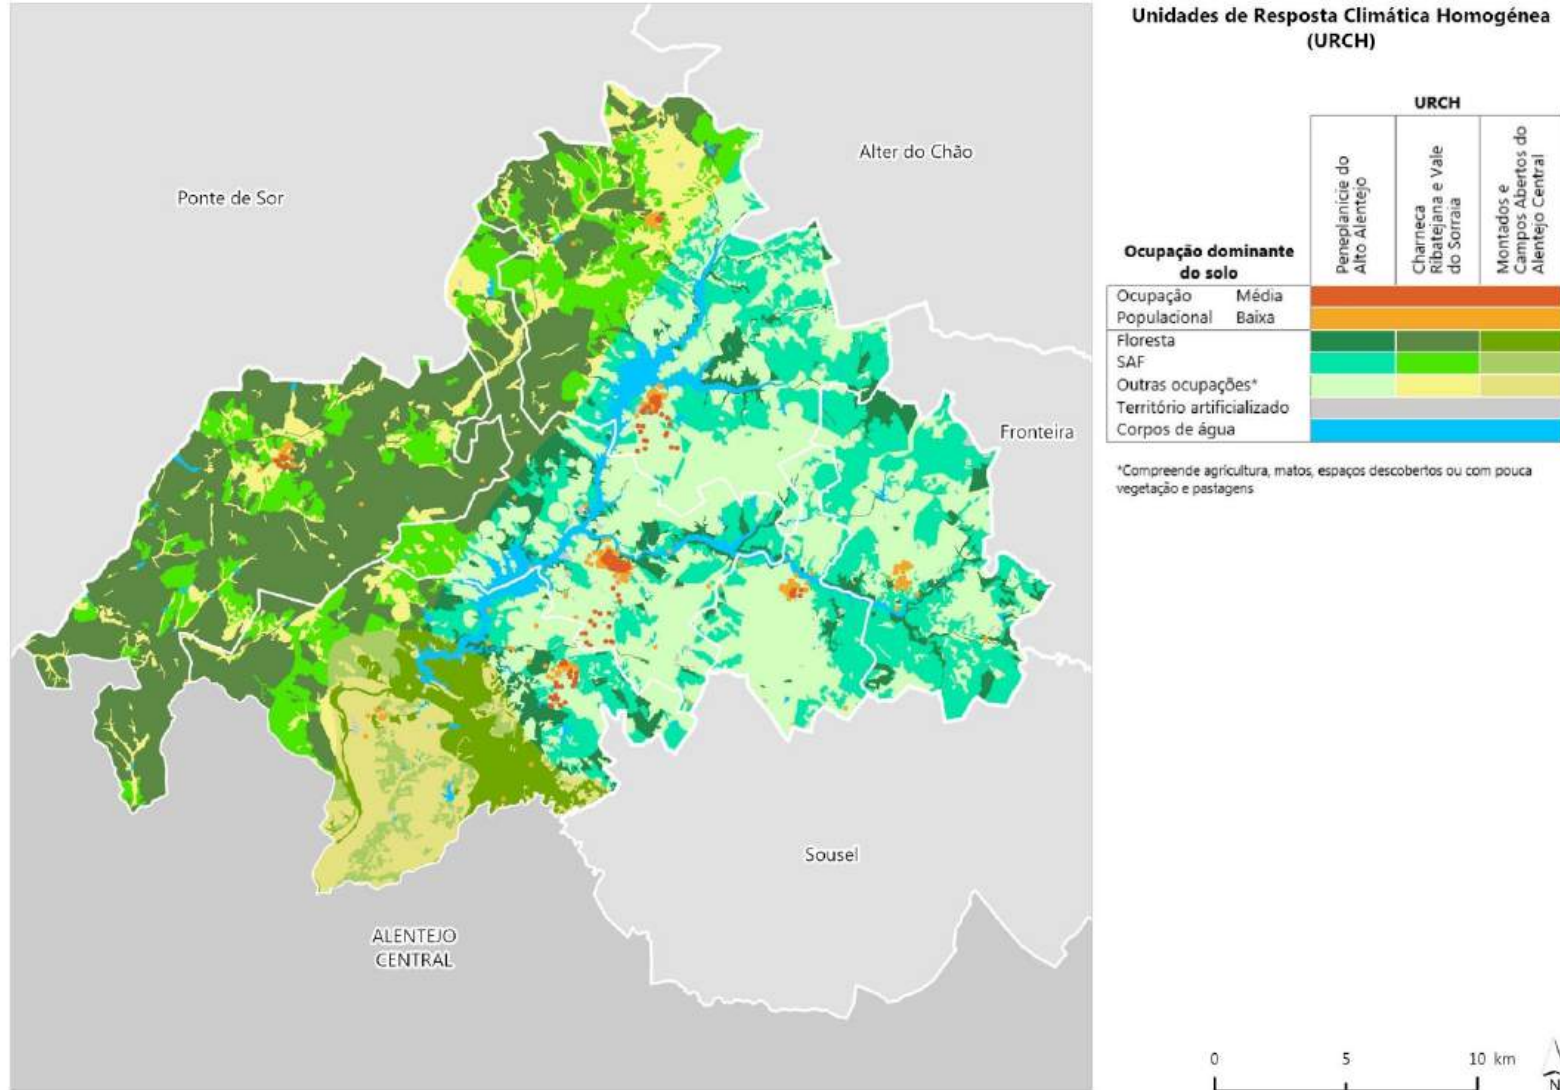 Unidades de Resposta Climática Homogénea
(URCH)
Ponte de Sor
Alter do Chão
Fronteira
Sousel
ALENTEJO
CENTRAL
URCH
Peneplanície do
Alto Alentejo
Charneca
Ribatejana e Vale
do Sorraia
Montados e
Campos Abertos do
Alentejo Central
Ocupação dominante
do solo
Ocupação Média
Populacional Baixa
Floresta
SAF
Outras ocupações*
Território artificializado
Corpos de água
*Compreende agricultura, matos, espaços descobertos ou com pouca
vegetação e pastagens
0 5 10 km
N